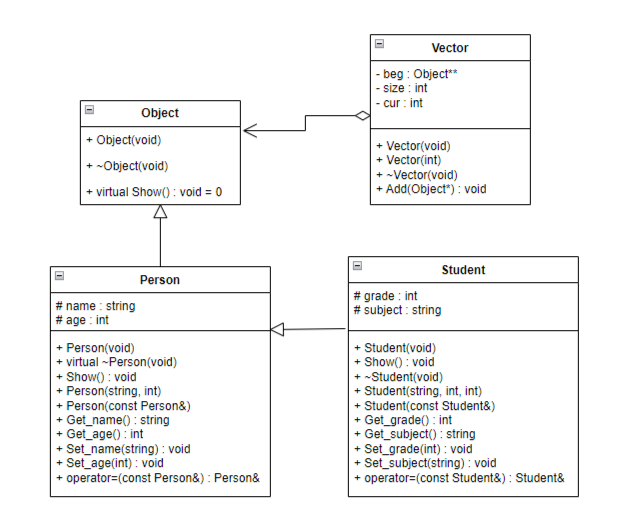 Vector
- beg : Object**
- size : int
- cur : int
+ Vector(void)
+ Vector(int)
+ ~Vector(void)
+ Add(Object*) : void
Object
+ Object(void)
+ ~Object(void)
+ virtual Show() : void = 0
Person
# name : string
# age : int
+ Person(void)
+ virtual ~Person(void)
+ Show() : void
+ Person(string, int)
+ Person(const Person&)
+ Get_name() : string
+ Get_age() : int
+ Set_name(string) : void
+ Set_age(int) : void
+ operator=(const Person&) : Person&
Student
# grade : int
# subject : string
+ Student(void)
+ Show() : void
+ ~Student(void)
+ Student(string, int, int)
+ Student(const Student&)
+ Get_grade() : int
+ Get_subject() : string
+ Set_grade(int) : void
+ Set_subject(string) : void
+ operator=(const Student&) : Student&